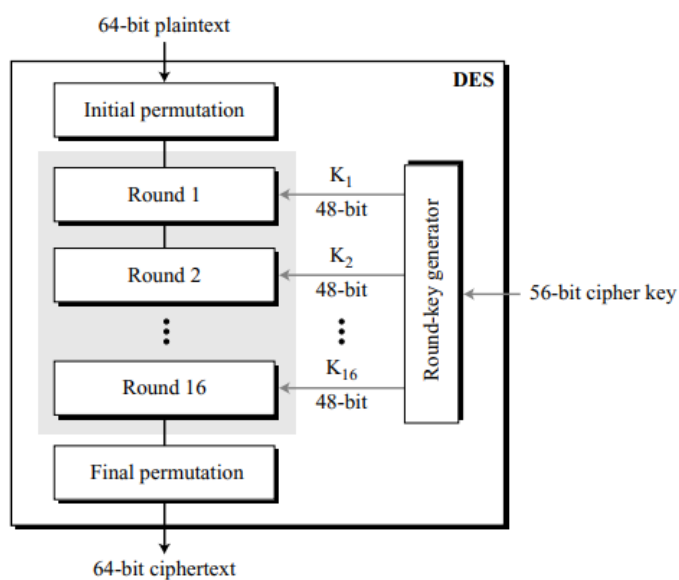 64-bit plaintext
DES
Initial permutation
Round 1
K1
48-bit
Round 2
K2
48-bit
Round-key generator
56-bit cipher key
Round 16
K16
48-bit
Final permutation
64-bit ciphertext